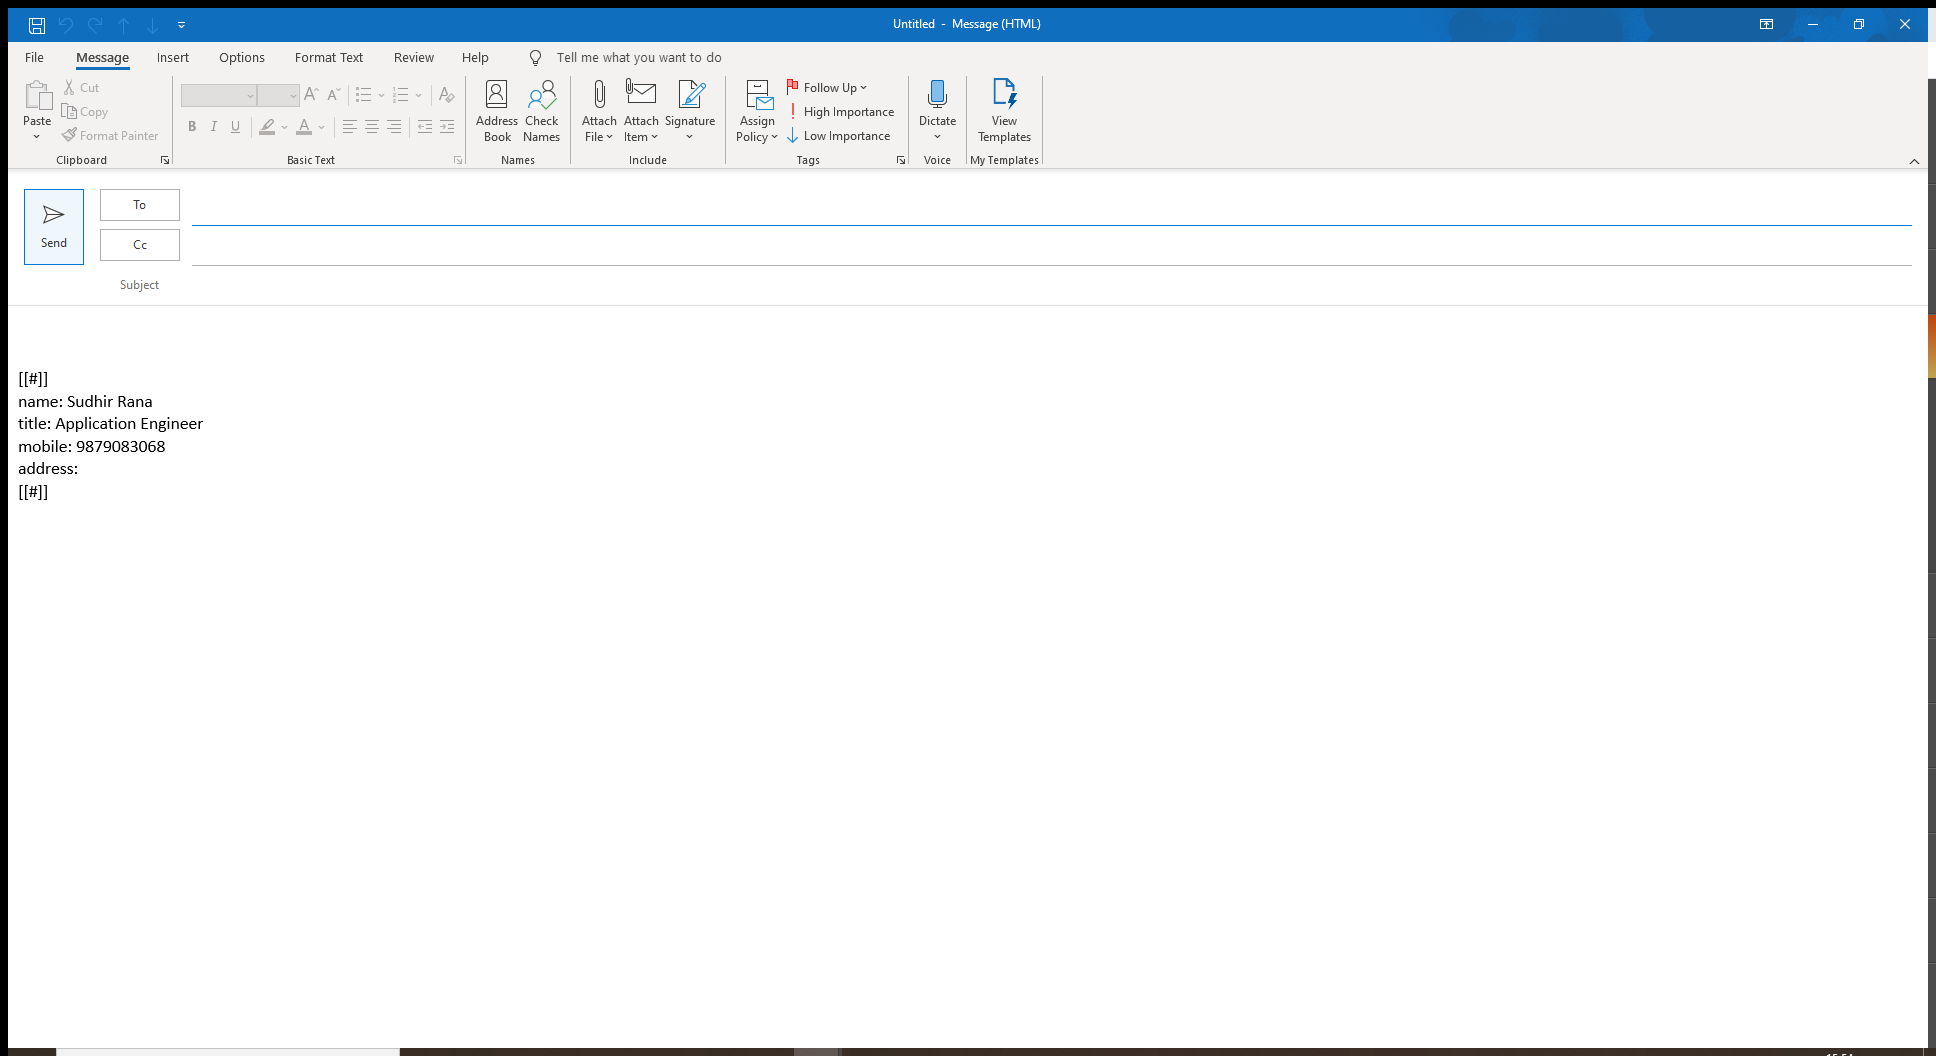 Untitled - Message (HTML)
File Message Insert Options Format Text Review Help Tell me what you want to do
Paste
Cut
Copy
Format Painter
Clipboard
B I U
Basic Text
Address Book
Check Names
Names
Attach File
Attach Item
Signature
Include
Assign Policy
Follow Up
High Importance
Low Importance
Tags
Dictate
Voice
View Templates
My Templates
Send
To
Cc
Subject
[[#]]
name: Sudhir Rana
title: Application Engineer
mobile: 9879083068
address:
[[#]]